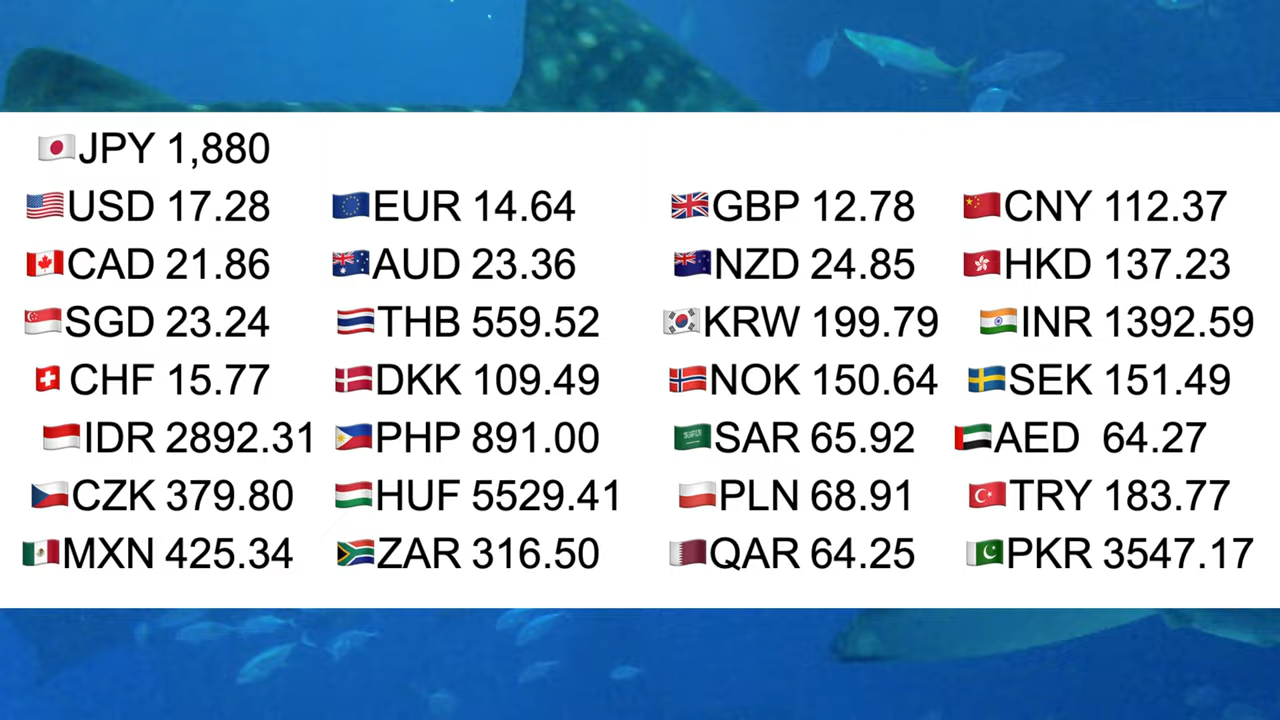 JPY 1,880
USD 17.28 EUR 14.64 GBP 12.78 CNY 112.37
CAD 21.86 AUD 23.36 NZD 24.85 HKD 137.23
SGD 23.24 THB 559.52 KRW 199.79 INR 1392.59
CHF 15.77 DKK 109.49 NOK 150.64 SEK 151.49
IDR 2892.31 PHP 891.00 SAR 65.92 AED 64.27
CZK 379.80 HUF 5529.41 PLN 68.91 TRY 183.77
MXN 425.34 ZAR 316.50 QAR 64.25 PKR 3547.17